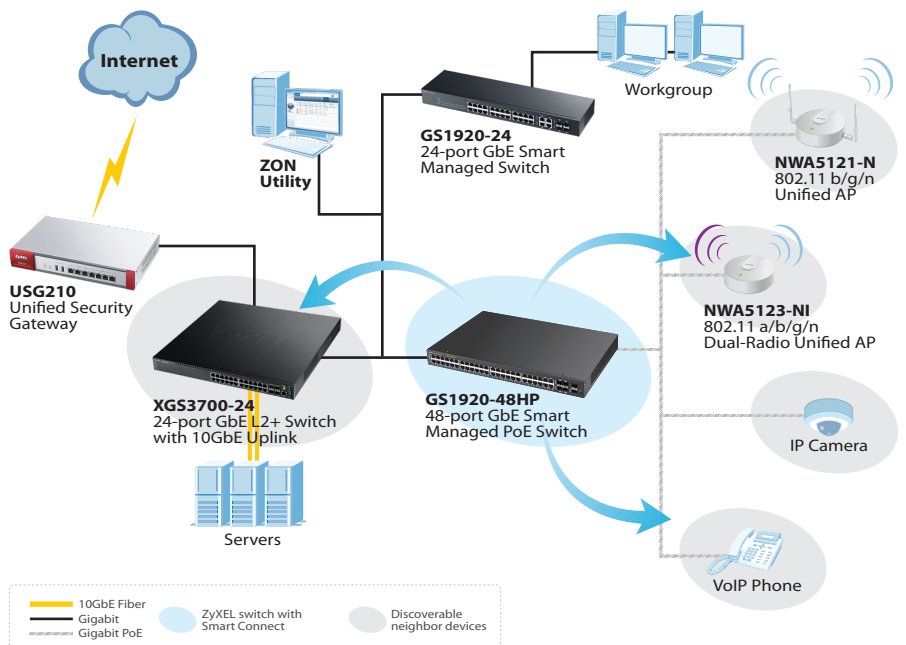 Internet
ZON
Utility
GS1920-24
24-port GbE Smart
Managed Switch
Workgroup
NWA5121-N
802.11 b/g/n
Unified AP
USG210
Unified Security
Gateway
NWA5123-NI
802.11 a/b/g/n
Dual-Radio Unified AP
XGS3700-24
24-port GbE L2+ Switch
with 10GbE Uplink
GS1920-48HP
48-port GbE Smart
Managed PoE Switch
IP Camera
Servers
VoIP Phone
10GbE Fiber
Gigabit
Gigabit PoE
ZyXEL switch with
Smart Connect
Discoverable
neighbor devices
ZyXEL
ZyXEL